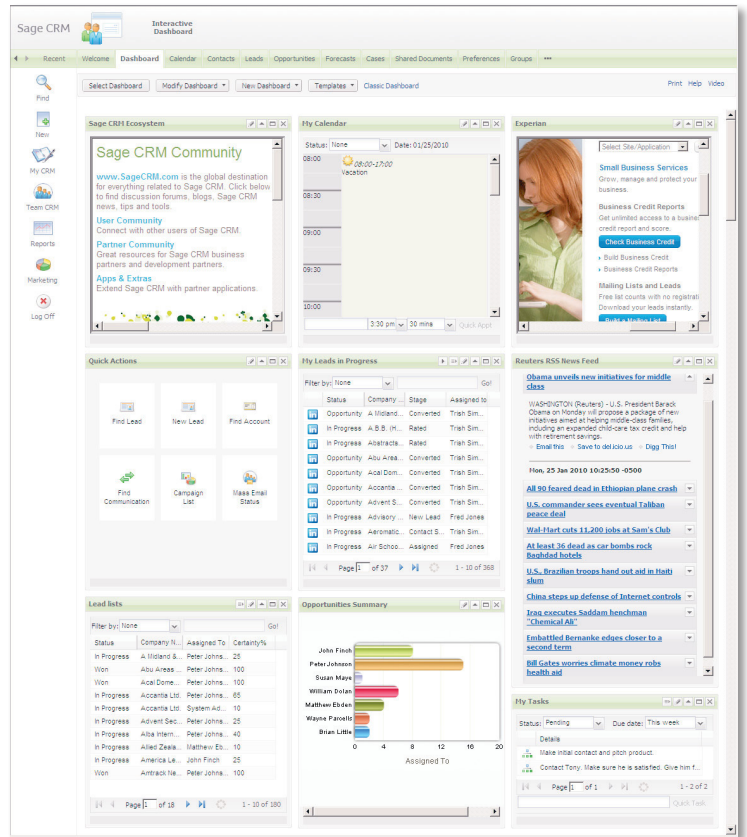 Sage CRM
Interactive
Dashboard
Recent
Welcome Dashboard Calendar Contacts Leads Opportunities Forecasts Cases Shared Documents Preferences Groups •••
Select Dashboard Modify Dashboard New Dashboard Templates Classic Dashboard
Print Help Video
Find
New
My CRM
Team CRM
Reports
Marketing
Log Off
Sage CRM Ecosystem
Sage CRM Community
www.SageCRM.com is the global destination
for everything related to Sage CRM. Click below
to find discussion forums, blogs, Sage CRM
news, tips and tools.
User Community
Connect with other users of Sage CRM.
Partner Community
Great resources for Sage CRM business
partners and development partners.
Apps & Extras
Extend Sage CRM with partner applications.
My Calendar
Status: None Date: 01/25/2010
08:00
08:00-17:00
Vacation
08:30
09:00
09:30
10:00
3:30 pm 30 mins Quick Appt
Experian
Select Site/Application
Small Business Services
Grow, manage and protect your
business.
Business Credit Reports
Get unlimited access to a busine
credit report and score.
Check Business Credit
Build Business Credit
Business Credit Reports
Mailing Lists and Leads
Free list counts with no registrati
Download your leads instantly.
Build a Mailing List
Quick Actions
Find Lead
New Lead
Find Account
Find
Communication
Campaign
List
Mass Email
Status
My Leads in Progress
Filter by: None Go!
Status Company ... Stage Assigned to
Opportunity A Midland... Converted Trish Sim...
In Progress A.B.B. (H... Rated Trish Sim...
In Progress Abstracts... Rated Trish Sim...
Opportunity Abu Area... Converted Trish Sim...
Opportunity Acal Dom... Converted Trish Sim...
Opportunity Accantia ... Converted Trish Sim...
Opportunity Advent S... Converted Trish Sim...
In Progress Advisory ... New Lead Fred Jones
In Progress Aeromatic... Contact S... Trish Sim...
In Progress Air Schoo... Assigned Fred Jones
Page 1 of 37 1 - 10 of 368
Reuters RSS News Feed
Obama unveils new initiatives for middle
class
WASHINGTON (Reuters) - U.S. President Barack
Obama on Monday will propose a package of new
initiatives aimed at helping middle-class families,
including an expanded child-care tax credit and help
with retirement savings.
Email this Save to del.icio.us Digg This!
Mon, 25 Jan 2010 10:25:50 -0500
All 90 feared dead in Ethiopian plane crash
U.S. commander sees eventual Taliban
peace deal
Wal-Mart cuts 11,200 jobs at Sam's Club
At least 36 dead as car bombs rock
Baghdad hotels
U.S., Brazilian troops hand out aid in Haiti
slum
China steps up defense of Internet controls
Iraq executes Saddam henchman
"Chemical Ali"
Embattled Bernanke edges closer to a
second term
Bill Gates worries climate money robs
health aid
Lead lists
Filter by: None Go!
Status Company N... Assigned To Certainty%
In Progress A Midland &... Peter Johns... 25
Won Abu Areas ... Peter Johns... 100
Won Acal Dome... Peter Johns... 100
In Progress Accantia Ltd. Peter Johns... 65
In Progress Accantia Ltd. System Ad... 10
In Progress Advent Sec... Peter Johns... 25
In Progress Alba Intern... Peter Johns... 40
In Progress Allied Zeala... Matthew Eb... 10
In Progress America Le... John Finch 25
Won Amtrack Ne... Peter Johns... 100
Page 1 of 18 1 - 10 of 180
Opportunities Summary
John Finch
Peter Johnson
Susan Maye
William Dolan
Matthew Ebden
Wayne Parcells
Brian Little
0 4 8 12 16 20
Assigned To
My Tasks
Status: Pending Due date: This week
Details
Make initial contact and pitch product.
Contact Tony. Make sure he is satisfied. Give him f...
Page 1 of 1 1 - 2 of 2
Quick Task